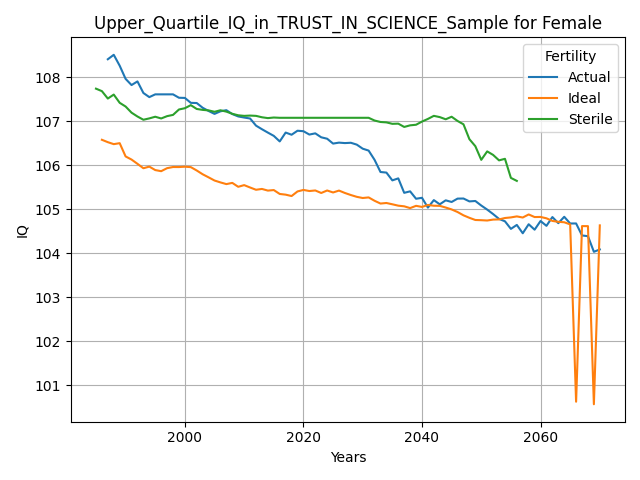 Upper_Quartile_IQ_in_TRUST_IN_SCIENCE_Sample for Female
Fertility
Actual
Ideal
Sterile
108
107
106
105
104
103
102
101
IQ
2000
2020
2040
2060
Years